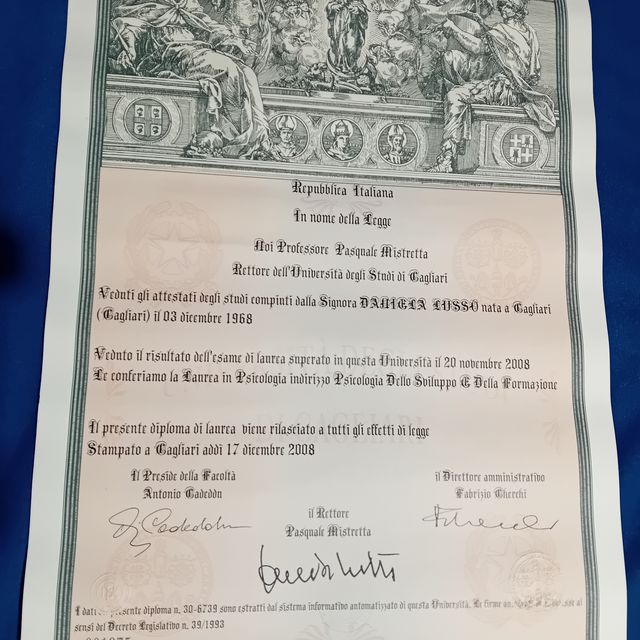 Repubblica Italiana
In nome della Legge
Noi Professore Pasquale Mistretta
Rettore dell'Università degli Studi di Cagliari
Veduti gli attestati degli studi compiuti dalla Signora DANIELA LUSSO nata a Cagliari
(Cagliari) il 03 dicembre 1968
Veduto il risultato dell'esame di laurea superato in questa Università il 20 novembre 2008
Le conferiamo la Laurea in Psicologia indirizzo Psicologia Dello Sviluppo E Della Formazione
Il presente diploma di laurea viene rilasciato a tutti gli effetti di legge
Stampato a Cagliari addì 17 dicembre 2008
Il Preside della Facoltà
Antonio Cadeddu
il Direttore amministrativo
Fabrizio Cherchi
il Rettore
Pasquale Mistretta
I dati presente diploma n. 30-6739 sono estratti dal sistema informativo automatizzato di questa Università. Le firme
sensi del Decreto Legislativo n. 39/1993